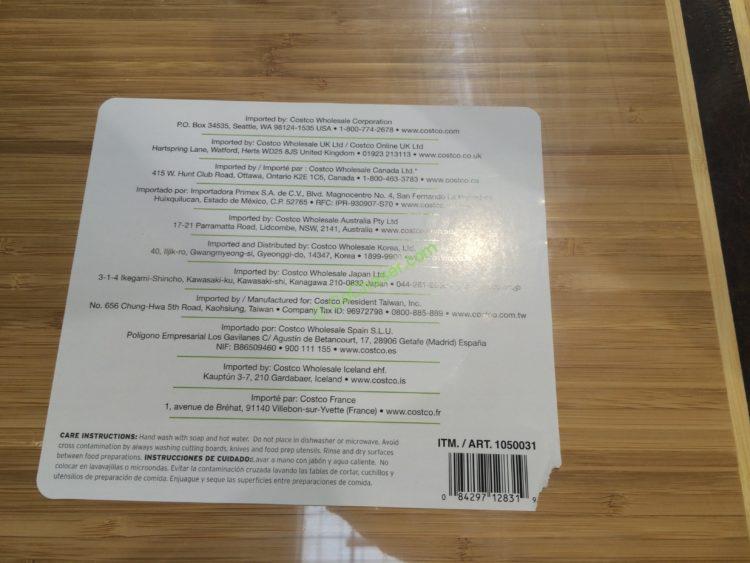 Imported by: Costco Wholesale Corporation
P.O. Box 34535, Seattle, WA 98124-1535 USA • 1-800-774-2678 • www.costco.com
Imported by: Costco Wholesale UK Ltd / Costco Online UK Ltd
Hartspring Lane, Watford, Herts WD25 8JS United Kingdom • 01923 213113 • www.costco.co.uk
Imported by / Importé par : Costco Wholesale Canada Ltd.*
415 W. Hunt Club Road, Ottawa, Ontario K2E 1C5, Canada • 1-800-463-3783 • www.costco.ca
Importado por: Importadora Primex S.A. de C.V., Blvd. Magnocentro No. 4, San Fernando La
Huixquilucan, Estado de México, C.P. 52765 • RFC: IPR-930907-S70 •
Imported by: Costco Wholesale Australia Pty Ltd
17-21 Parramatta Road, Lidcombe, NSW, 2141, Australia •
Imported and Distributed by: Costco Wholesale Korea, Ltd.
40, Iljik-ro, Gwangmyeong-si, Gyeonggi-do, 14347, Korea •
Imported by: Costco Wholesale Japan Ltd.
3-1-4 Ikegami-Shincho, Kawasaki-ku, Kawasaki-shi, Kanagawa 210-0832 Japan •
Imported by / Manufactured for: Costco President Taiwan, Inc.
No. 656 Chung-Hwa 5th Road, Kaohsiung, Taiwan • Company Tax ID: 96972798 • 0800-885-889 • www.costco.com.tw
Importado por: Costco Wholesale Spain S.L.U.
Polígono Empresarial Los Gavilanes C/ Agustín de Betancourt, 17, 28906 Getafe (Madrid) España
NIF: B86509460 • 900 111 155 • www.costco.es
Imported by: Costco Wholesale Iceland ehf.
Kauptún 3-7, 210 Gardabaer, Iceland • www.costco.is
Importé par: Costco France
1, avenue de Bréhat, 91140 Villebon-sur-Yvette (France) • www.costco.fr
CARE INSTRUCTIONS: Hand wash with soap and hot water. Do not place in dishwasher or microwave. Avoid
cross contamination by always washing cutting boards, knives and food prep utensils. Rinse and dry surfaces
between food preparations. INSTRUCCIONES DE CUIDADO: Lavar a mano con jabón y agua caliente. No
colocar en lavavajillas o microondas. Evitar la contaminación cruzada lavando las tablas de cortar, cuchillos y
utensilios de preparación de comida. Enjuague y seque las superficies entre preparaciones de comida.
ITM. / ART. 1050031
0 84297 12831 9